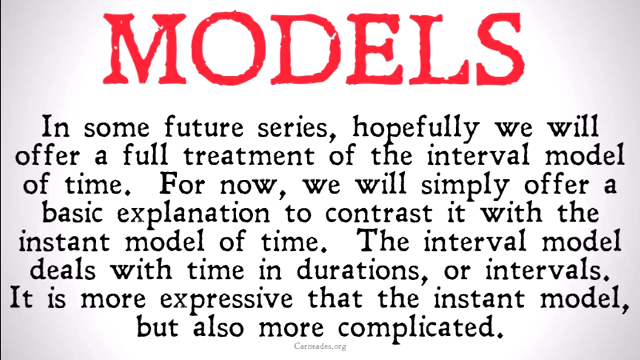 MODELS
In some future series, hopefully we will
offer a full treatment of the interval model
of time. For now, we will simply offer a
basic explanation to contrast it with the
instant model of time. The interval model
deals with time in durations, or intervals.
It is more expressive that the instant model,
but also more complicated.
Carneades.org